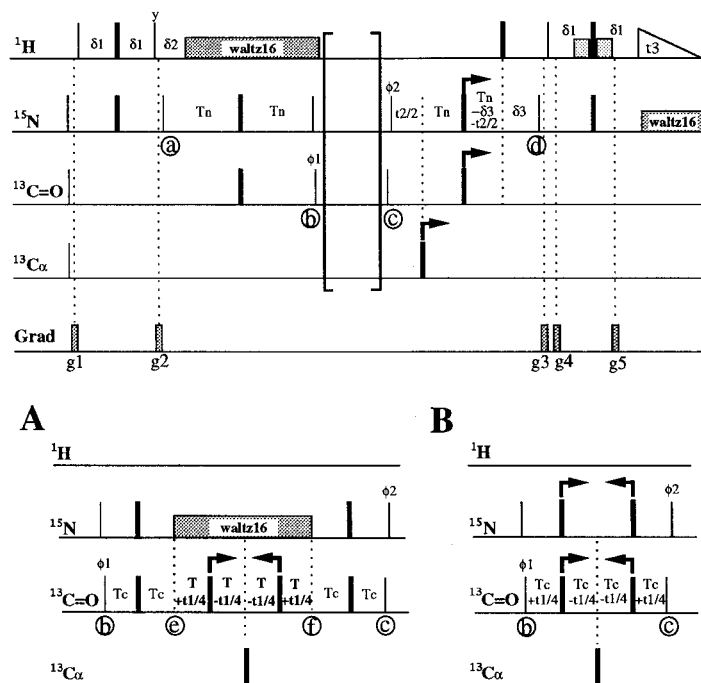 y
¹H δ1 δ1 δ2 waltz16 δ1 δ1 t3
¹⁵N Tn Tn φ2 t2/2 Tn Tn -δ3 -t2/2 δ3 waltz16
ⓐ ⓓ
¹³C=O φ1
ⓑ ⓒ
¹³Cα
Grad
g1 g2 g3 g4 g5
A B
¹H ¹H
¹⁵N waltz16 φ2 ¹⁵N φ2
¹³C=O φ1 Tc Tc T +t1/4 T -t1/4 T -t1/4 T +t1/4 Tc Tc ¹³C=O φ1 Tc +t1/4 Tc -t1/4 Tc -t1/4 Tc +t1/4
ⓑ ⓔ ⓕ ⓒ ⓑ ⓒ
¹³Cα ¹³Cα